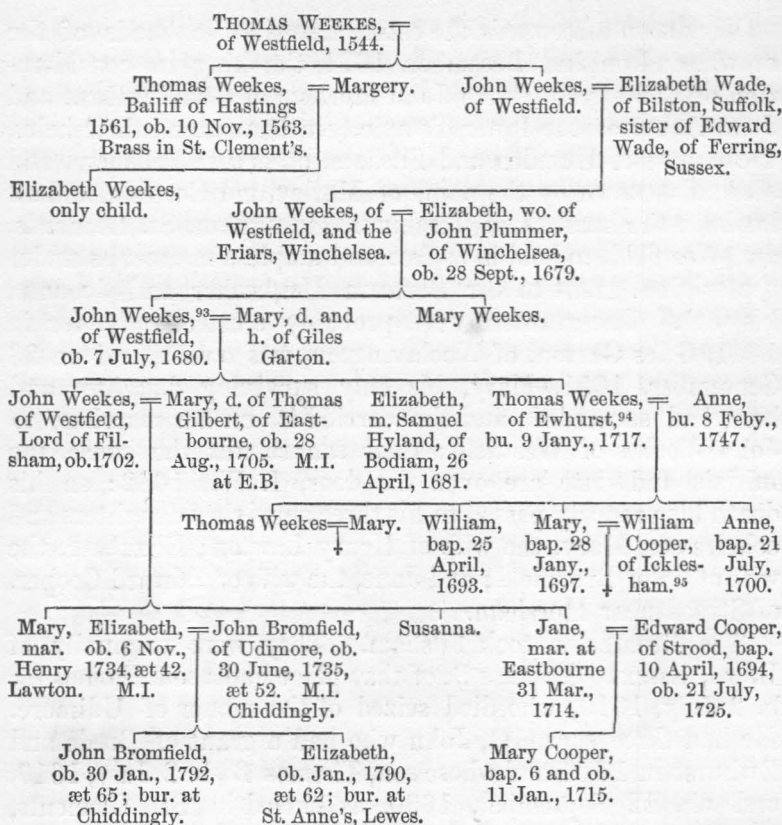 THOMAS WEEKES,
of Westfield, 1544.
Thomas Weekes,
Bailiff of Hastings
1561, ob. 10 Nov., 1563.
Brass in St. Clement's.
Margery.
John Weekes,
of Westfield.
Elizabeth Wade,
of Bilston, Suffolk,
sister of Edward
Wade, of Ferring,
Sussex.
Elizabeth Weekes,
only child.
John Weekes, of
Westfield, and the
Friars, Winchelsea.
Elizabeth, wo. of
John Plummer,
of Winchelsea,
ob. 28 Sept., 1679.
John Weekes,93
of Westfield,
ob. 7 July, 1680.
Mary, d. and
h. of Giles
Garton.
Mary Weekes.
John Weekes,
of Westfield,
Lord of Fil-
sham, ob. 1702.
Mary, d. of Thomas
Gilbert, of East-
bourne, ob. 28
Aug., 1705. M.I.
at E.B.
Elizabeth,
m. Samuel
Hyland, of
Bodiam, 26
April, 1681.
Thomas Weekes,
of Ewhurst,94
bu. 9 Jany., 1717.
Anne,
bu. 8 Feby.,
1747.
Thomas Weekes
Mary.
William,
bap. 25
April,
1693.
Mary,
bap. 28
Jany.,
1697.
William
Cooper,
of Ickles-
ham.95
Anne,
bap. 21
July,
1700.
Mary,
mar.
Henry
Lawton.
Elizabeth,
ob. 6 Nov.,
1734, æt 42.
M.I.
John Bromfield,
of Udimore, ob.
30 June, 1735,
æt 52. M.I.
Chiddingly.
Susanna.
Jane,
mar. at
Eastbourne
31 Mar.,
1714.
Edward Cooper,
of Strood, bap.
10 April, 1694,
ob. 21 July,
1725.
John Bromfield,
ob. 30 Jan., 1792,
æt 65; bur. at
Chiddingly.
Elizabeth,
ob. Jan., 1790,
æt 62; bur. at
St. Anne's, Lewes.
Mary Cooper,
bap. 6 and ob.
11 Jan., 1715.